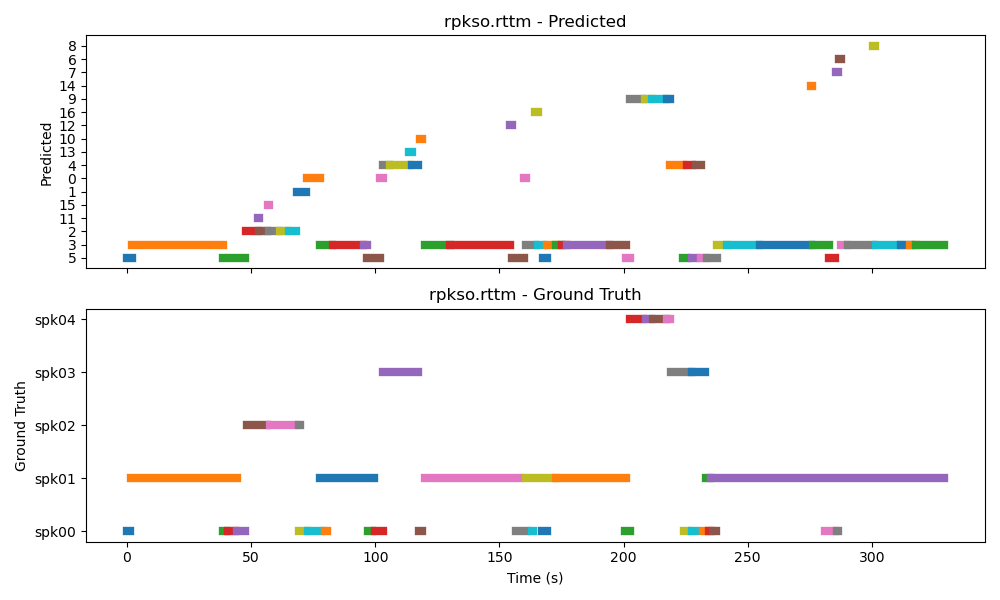 rpkso.rttm - Predicted
8
6
7
14
9
16
12
10
13
4
0
1
15
11
2
3
5
Predicted
rpkso.rttm - Ground Truth
spk04
spk03
spk02
spk01
spk00
Ground Truth
0 50 100 150 200 250 300
Time (s)